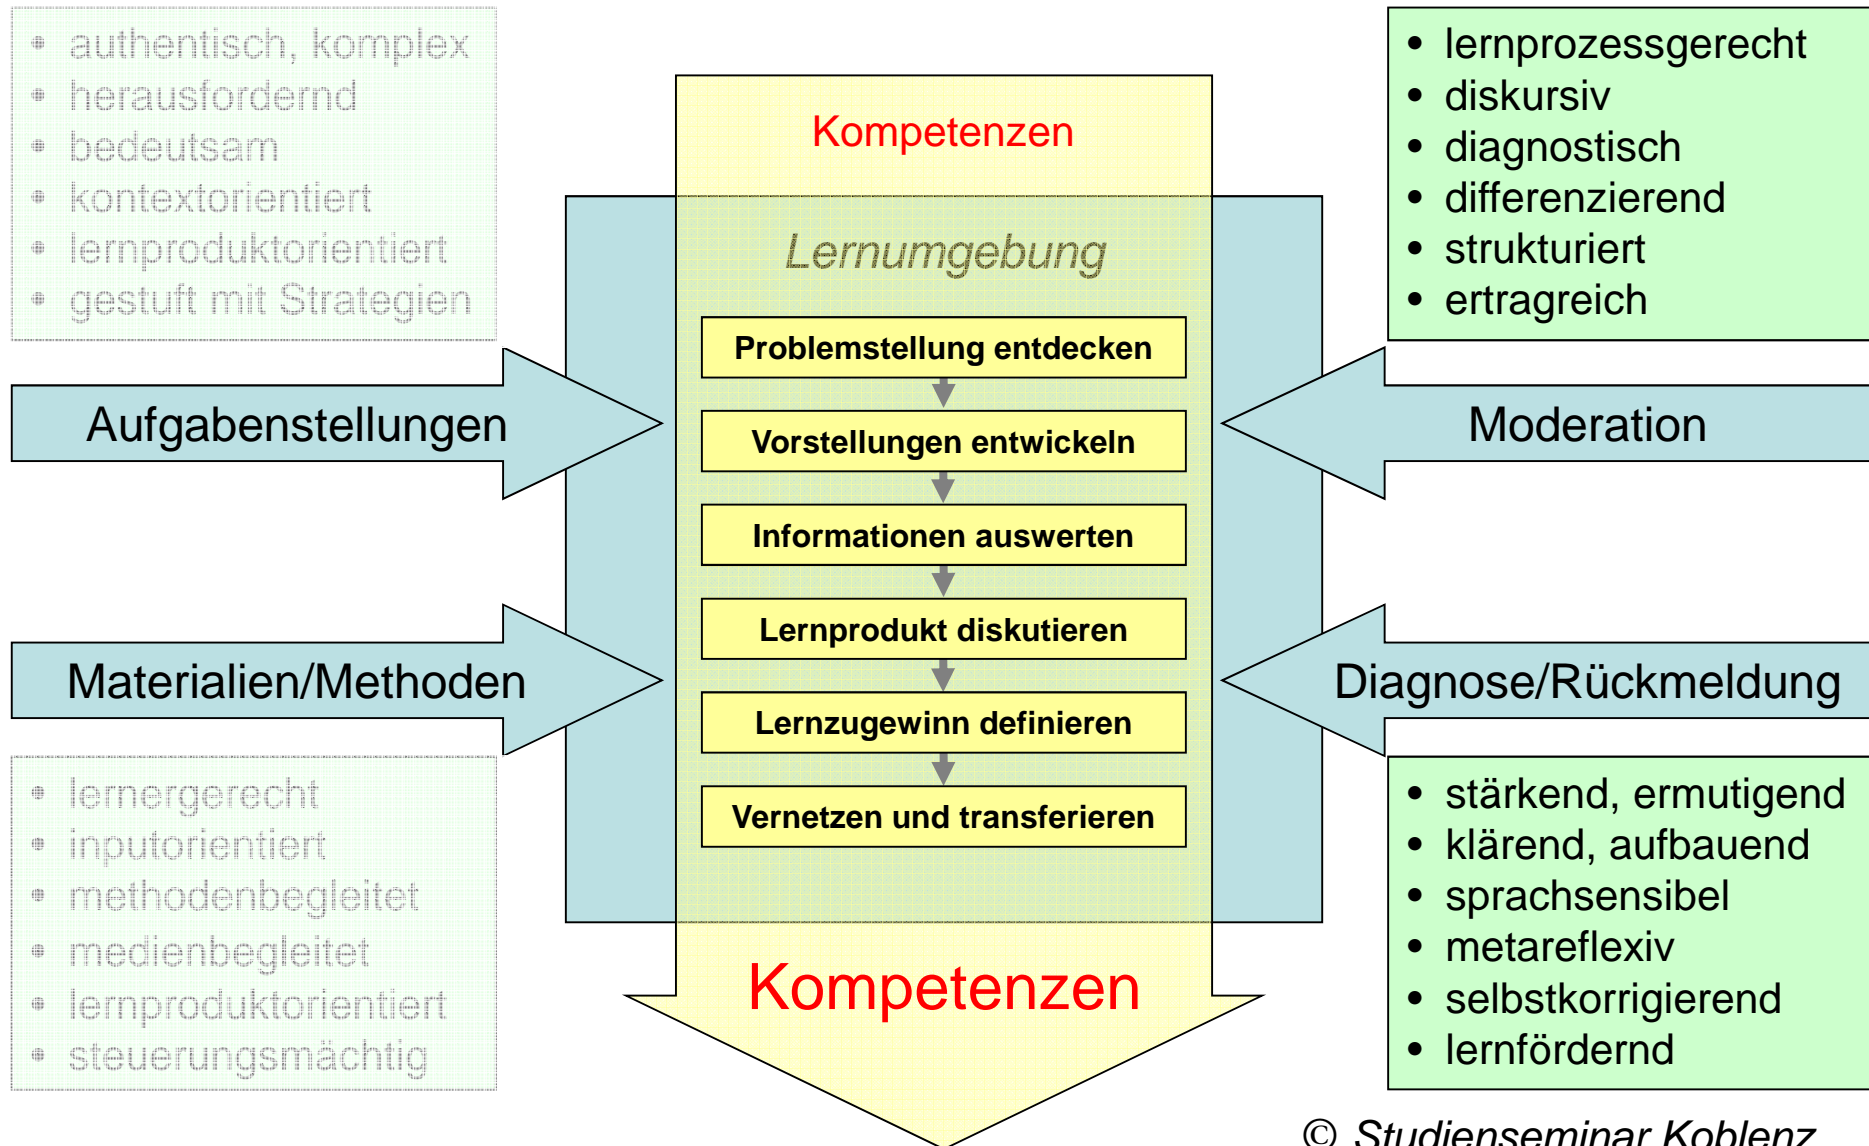 • authentisch, komplex
• herausfordernd
• bedeutsam
• kontextorientiert
• lernproduktorientiert
• gestuft mit Strategien
Aufgabenstellungen
Materialien/Methoden
• lernergerecht
• inputorientiert
• methodenbegleitet
• medienbegleitet
• lernproduktorientiert
• steuerungsmächtig
Kompetenzen
Lernumgebung
Problemstellung entdecken
Vorstellungen entwickeln
Informationen auswerten
Lernprodukt diskutieren
Lernzugewinn definieren
Vernetzen und transferieren
Kompetenzen
• lernprozessgerecht
• diskursiv
• diagnostisch
• differenzierend
• strukturiert
• ertragreich
Moderation
Diagnose/Rückmeldung
• stärkend, ermutigend
• klärend, aufbauend
• sprachsensibel
• metareflexiv
• selbstkorrigierend
• lernfördernd
© Studienseminar Koblenz